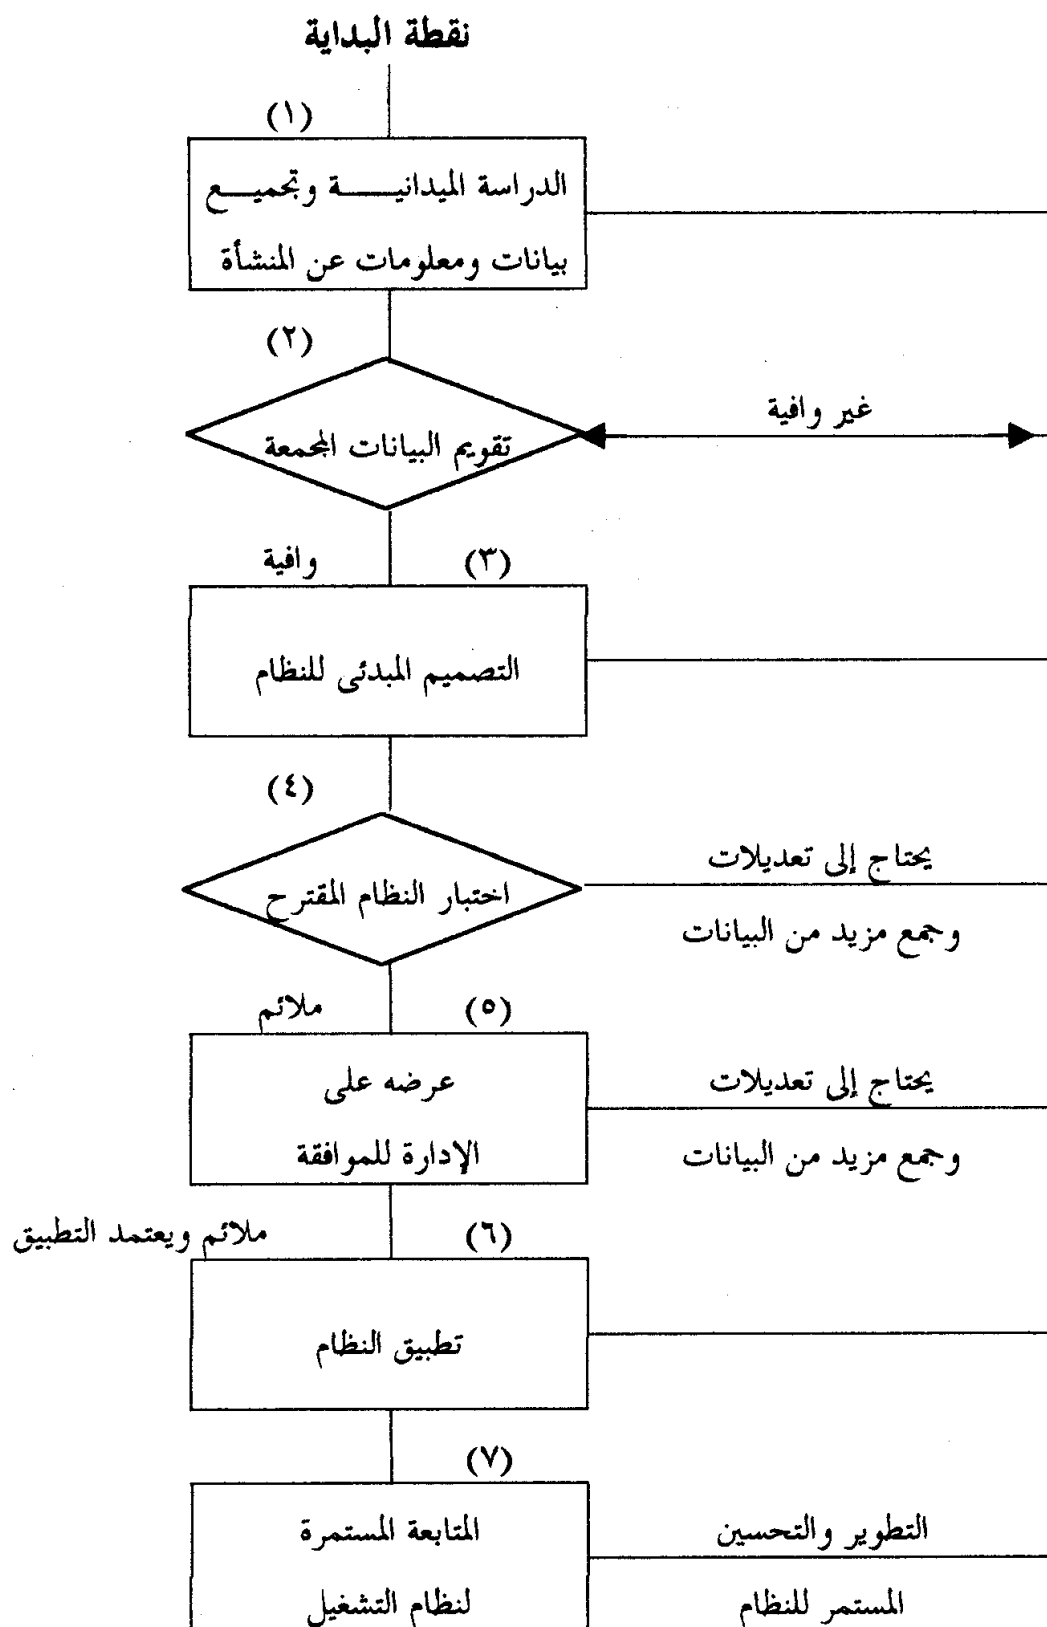 نقطة البداية
(١)
الدراسة الميدانيــــــة وتجميــــع
بيانات ومعلومات عن المنشأة
(٢)
غير وافية
تقويم البيانات المجمعة
وافية
(٣)
التصميم المبدئى للنظام
(٤)
يحتاج إلى تعديلات
اختبار النظام المقترح
وجمع مزيد من البيانات
ملائم
(٥)
عرضه على
يحتاج إلى تعديلات
الإدارة للموافقة
وجمع مزيد من البيانات
ملائم ويعتمد التطبيق
(٦)
تطبيق النظام
(٧)
المتابعة المستمرة
التطوير والتحسين
لنظام التشغيل
المستمر للنظام